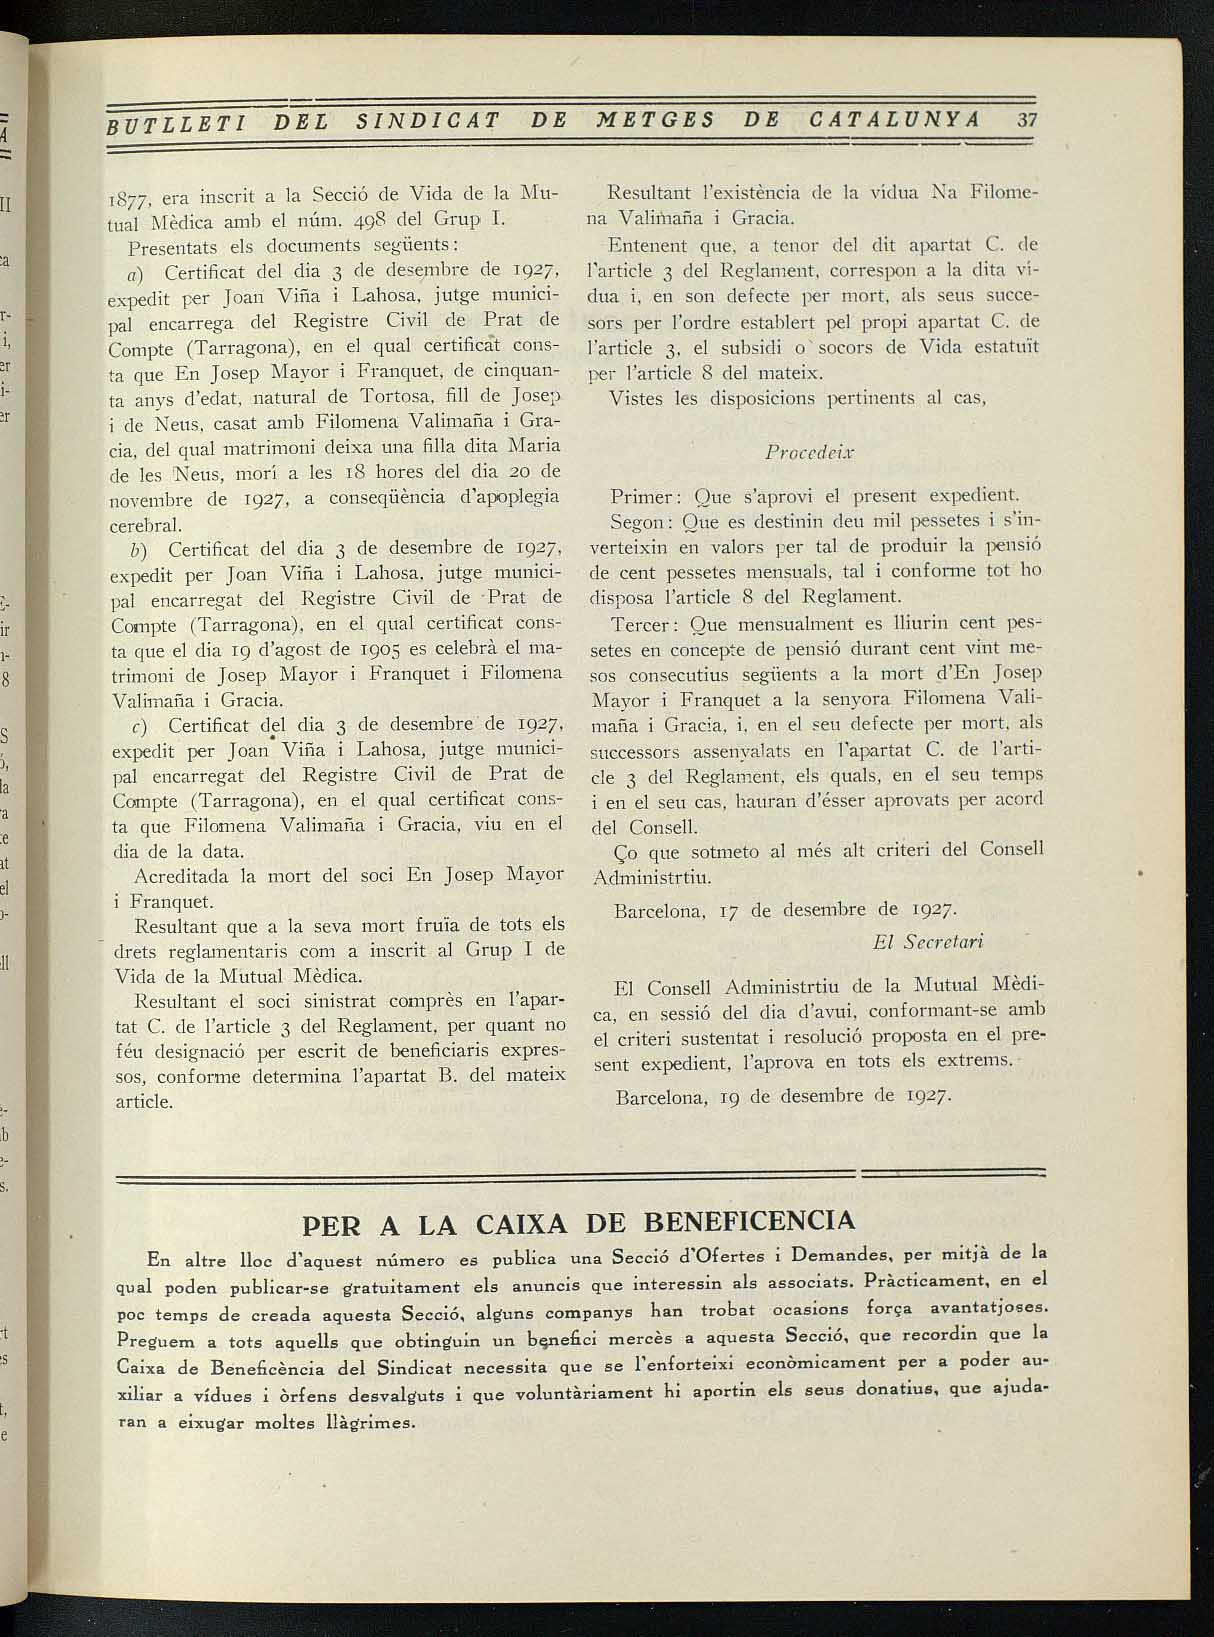 BUTLLETI DEL SINDICAT DE METGES DE CATALUNYA 37
1877, era inscrit a la Secció de Vida de la Mu-
tual Mèdica amb el núm. 498 del Grup I.
Presentats els documents següents:
a) Certificat del dia 3 de desembre de 1927,
expedit per Joan Viña i Lahosa, jutge munici-
pal encarrega del Registre Civil de Prat de
Compte (Tarragona), en el qual certificat cons-
ta que En Josep Mayor i Franquet, de cinquan-
ta anys d'edat, natural de Tortosa, fill de Josep
i de Neus, casat amb Filomena Valimaña i Gra-
cia, del qual matrimoni deixa una filla dita Maria
de les Neus, morí a les 18 hores del dia 20 de
novembre de 1927, a conseqüència d'apoplegia
cerebral.
b) Certificat del dia 3 de desembre de 1927,
expedit per Joan Viña i Lahosa, jutge munici-
pal encarregat del Registre Civil de Prat de
Compte (Tarragona), en el qual certificat cons-
ta que el dia 19 d'agost de 1905 es celebrà el ma-
trimoni de Josep Mayor i Franquet i Filomena
Valimaña i Gracia.
c) Certificat del dia 3 de desembre de 1927,
expedit per Joan Viña i Lahosa, jutge munici-
pal encarregat del Registre Civil de Prat de
Compte (Tarragona), en el qual certificat cons-
ta que Filomena Valimaña i Gracia, viu en el
dia de la data.
Acreditada la mort del soci En Josep Mayor
i Franquet.
Resultant que a la seva mort fruïa de tots els
drets reglamentaris com a inscrit al Grup I de
Vida de la Mutual Mèdica.
Resultant el soci sinistrat comprès en l'apar-
tat C. de l'article 3 del Reglament, per quant no
féu designació per escrit de beneficiaris expres-
sos, conforme determina l'apartat B. del mateix
article.
Resultant l'existència de la vídua Na Filome-
na Valimaña i Gracia.
Entenent que, a tenor del dit apartat C. de
l'article 3 del Reglament, correspon a la dita ví-
dua i, en son defecte per mort, als seus succe-
sors per l'ordre establert pel propi apartat C. de
l'article 3, el subsidi o socors de Vida estatuït
per l'article 8 del mateix.
Vistes les disposicions pertinents al cas,
Procedeix
Primer: Que s'aprovi el present expedient.
Segon: Que es destinin deu mil pessetes i s'in-
verteixin en valors per tal de produir la pensió
de cent pessetes mensuals, tal i conforme tot ho
disposa l'article 8 del Reglament.
Tercer: Que mensualment es lliurin cent pes-
setes en concepte de pensió durant cent vint me-
sos consecutius següents a la mort d'En Josep
Mayor i Franquet a la senyora Filomena Vali-
maña i Gracia, i, en el seu defecte per mort, als
successors assenyalats en l'apartat C. de l'arti-
cle 3 del Reglament, els quals, en el seu temps
i en el seu cas, hauran d'ésser aprovats per acord
del Consell.
Ço que sotmeto al més alt criteri del Consell
Administrtiu.
Barcelona, 17 de desembre de 1927.
El Secretari
El Consell Administrtiu de la Mutual Mèdi-
ca, en sessió del dia d'avui, conformant-se amb
el criteri sustentat i resolució proposta en el pre-
sent expedient, l'aprova en tots els extrems.
Barcelona, 19 de desembre de 1927.
PER A LA CAIXA DE BENEFICENCIA
En altre lloc d'aquest número es publica una Secció d'Ofertes i Demandes, per mitjà de la
qual poden publicar-se gratuitament els anuncis que interessin als associats. Pràcticament, en el
poc temps de creada aquesta Secció, alguns companys han trobat ocasions força avantatjoses.
Preguem a tots aquells que obtinguin un benefici mercès a aquesta Secció, que recordin que la
Caixa de Beneficència del Sindicat necessita que se l'enforteixi econòmicament per a poder au-
xiliar a vídues i òrfens desvalguts i que voluntàriament hi aportin els seus donatius, que ajuda-
ran a eixugar moltes llàgrimes.